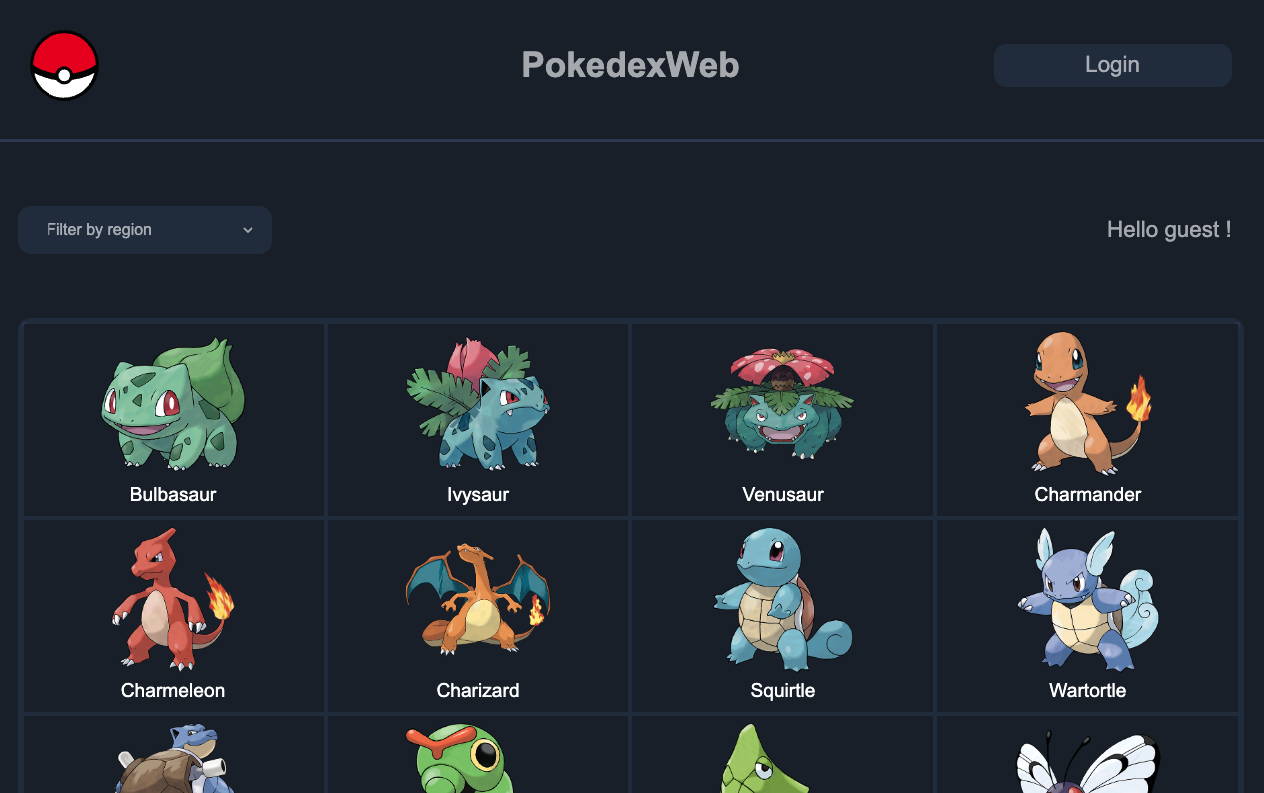 PokedexWeb
Login
Filter by region
Hello guest !
Bulbasaur
Ivysaur
Venusaur
Charmander
Charmeleon
Charizard
Squirtle
Wartortle